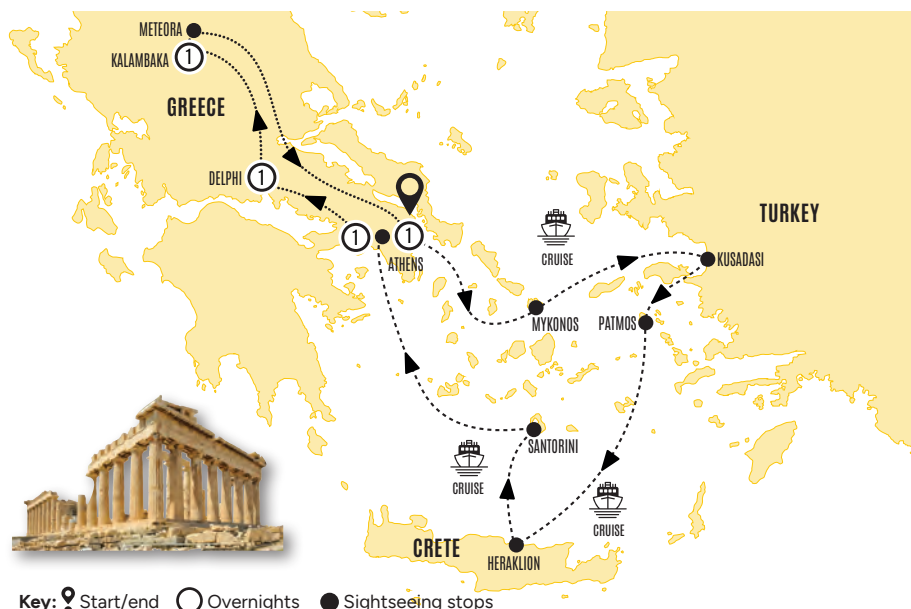 METEORA
KALAMBAKA
1
GREECE
DELPHI
1
1
1
ATHENS
CRUISE
TURKEY
KUSADASI
MYKONOS
PATMOS
SANTORINI
CRUISE
CRUISE
CRETE
HERAKLION
Key: Start/end Overnights Sightseeing stops